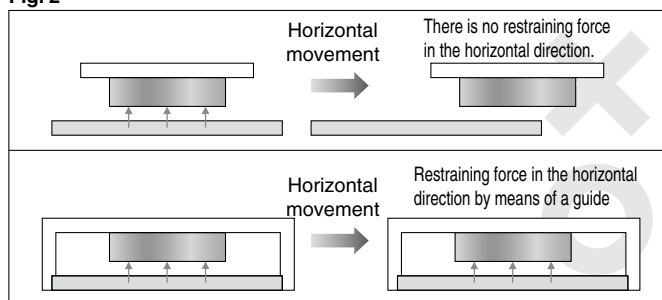 Fig. 2
Horizontal
movement
There is no restraining force
in the horizontal direction.
Horizontal
movement
Restraining force in the horizontal
direction by means of a guide